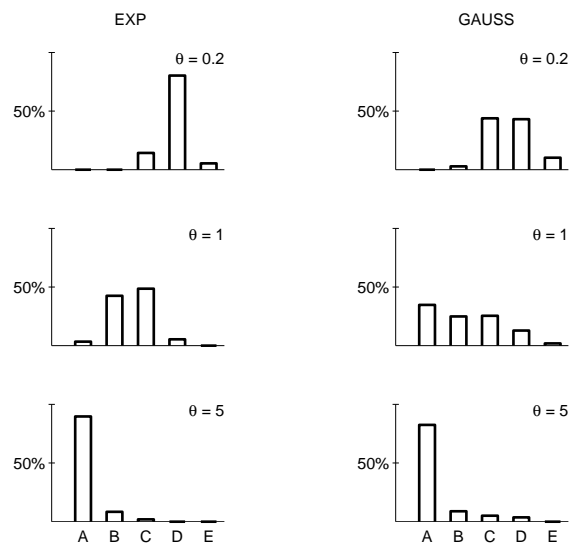 EXP GAUSS
θ = 0.2 θ = 0.2
50% 50%
θ = 1 θ = 1
50% 50%
θ = 5 θ = 5
50% 50%
A B C D E A B C D E